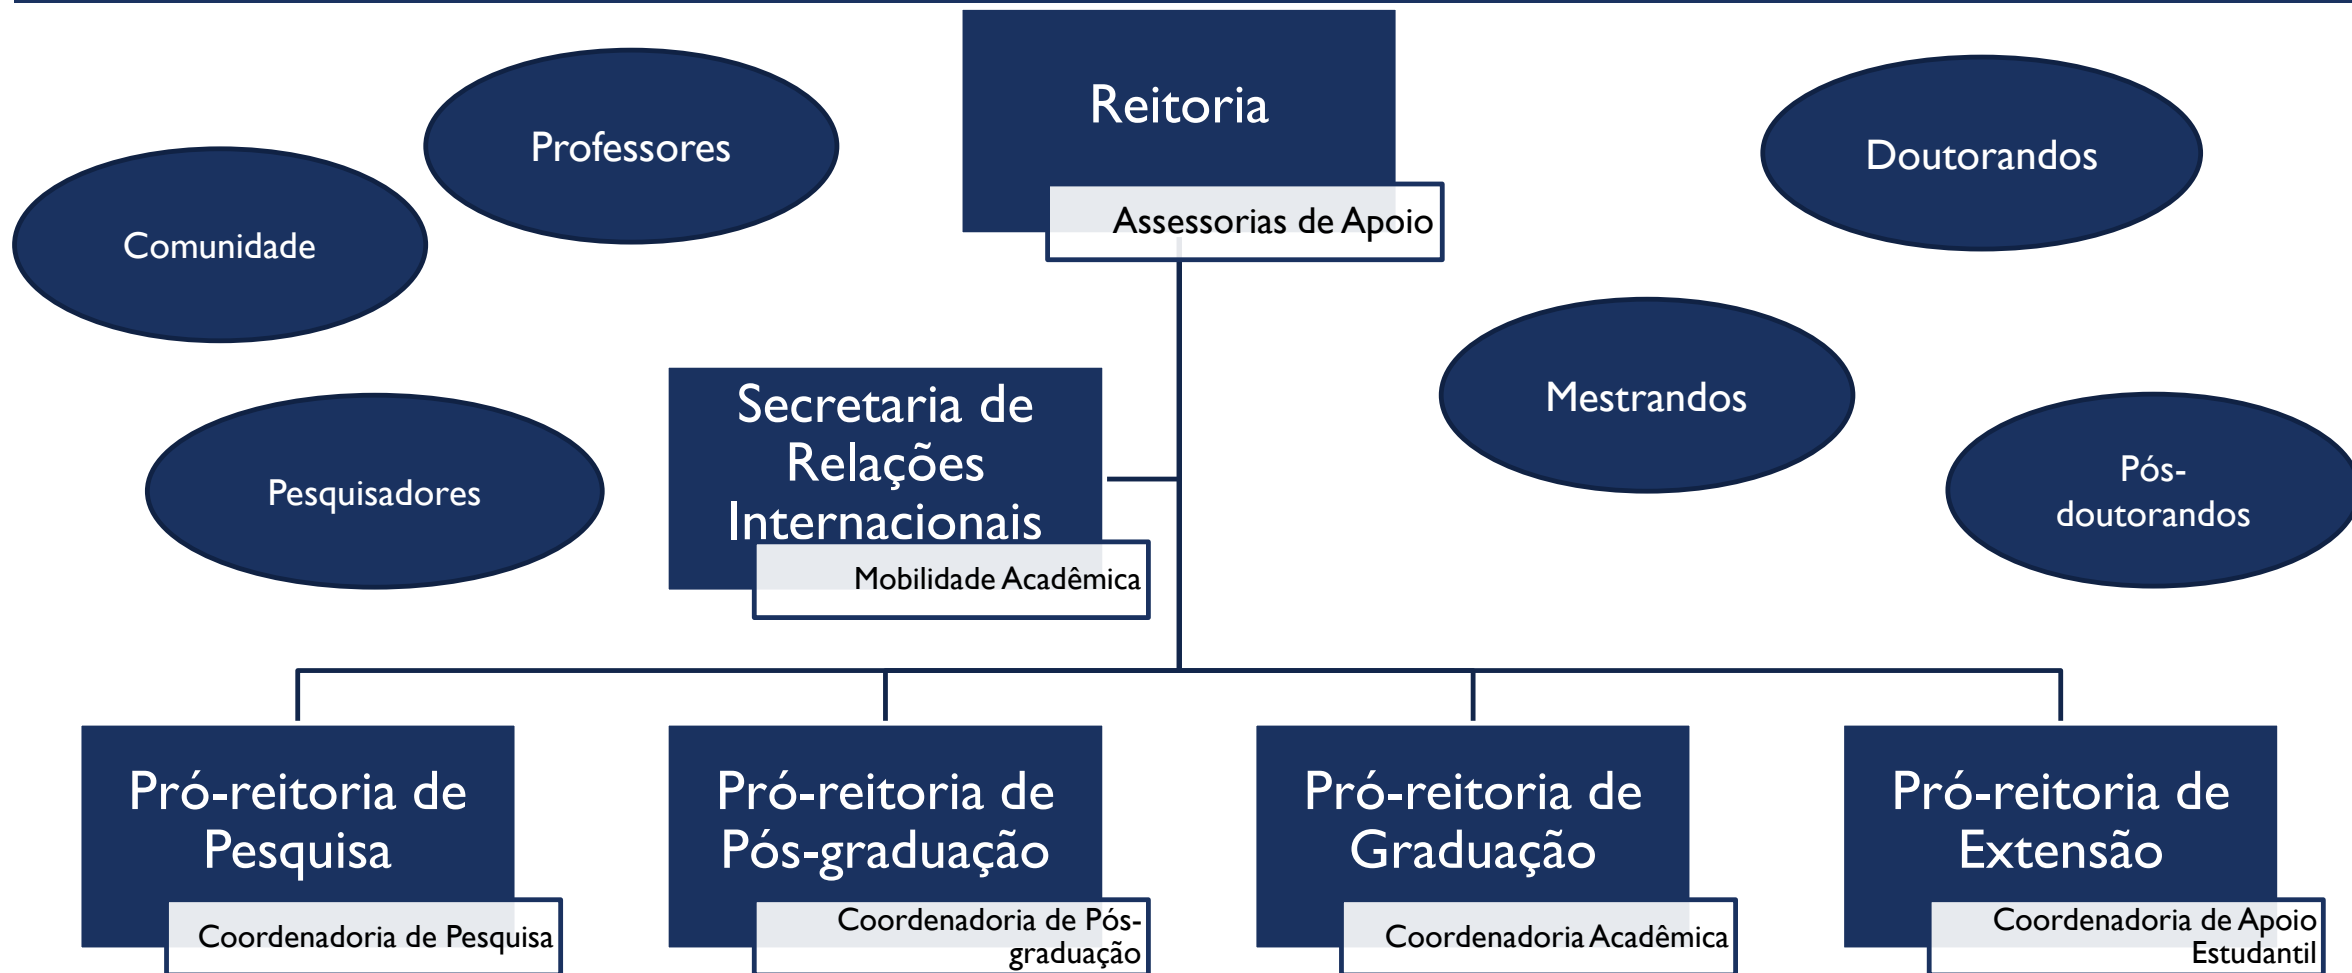 Reitoria
Professores
Doutorandos
Assessorias de Apoio
Comunidade
Secretaria de
Relações
Internacionais
Mestrandos
Pós-
doutorandos
Pesquisadores
Mobilidade Acadêmica
Pró-reitoria de
Pesquisa
Coordenadoria de Pesquisa
Pró-reitoria de
Pós-graduação
Coordenadoria de Pós-
graduação
Pró-reitoria de
Graduação
Coordenadoria Acadêmica
Pró-reitoria de
Extensão
Coordenadoria de Apoio
Estudantil